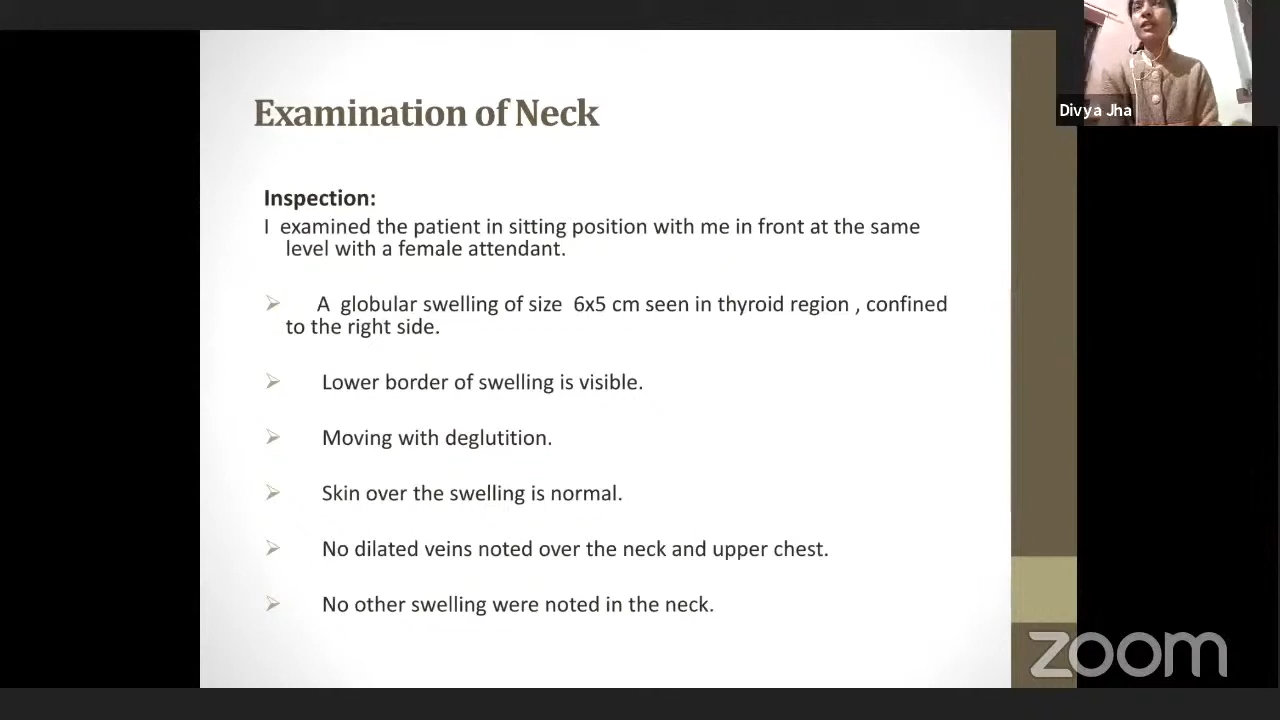 Examination of Neck
Divya Jha
Inspection:
I examined the patient in sitting position with me in front at the same
level with a female attendant.
A globular swelling of size 6x5 cm seen in thyroid region , confined
to the right side.
Lower border of swelling is visible.
Moving with deglutition.
Skin over the swelling is normal.
No dilated veins noted over the neck and upper chest.
No other swelling were noted in the neck.
zoom